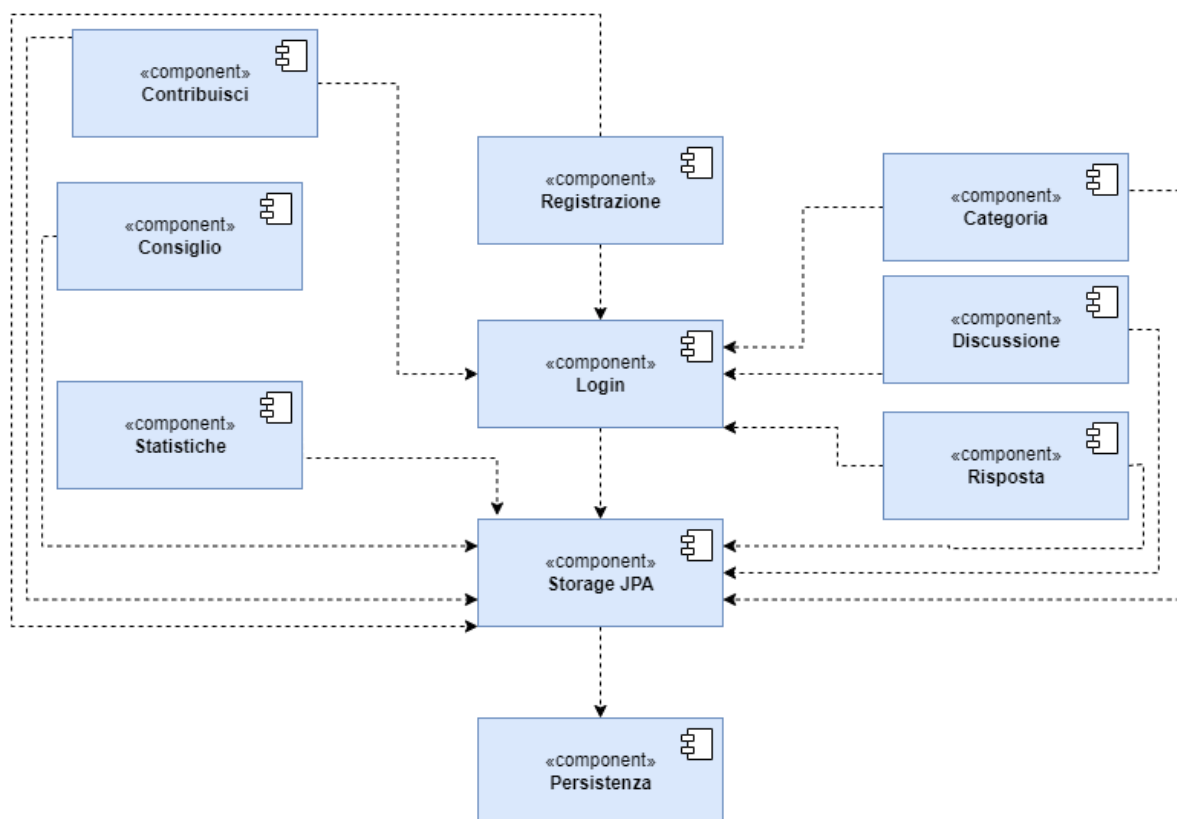 «component»
Contribuisci
«component»
Registrazione
«component»
Categoria
«component»
Consiglio
«component»
Discussione
«component»
Login
«component»
Statistiche
«component»
Risposta
«component»
Storage JPA
«component»
Persistenza